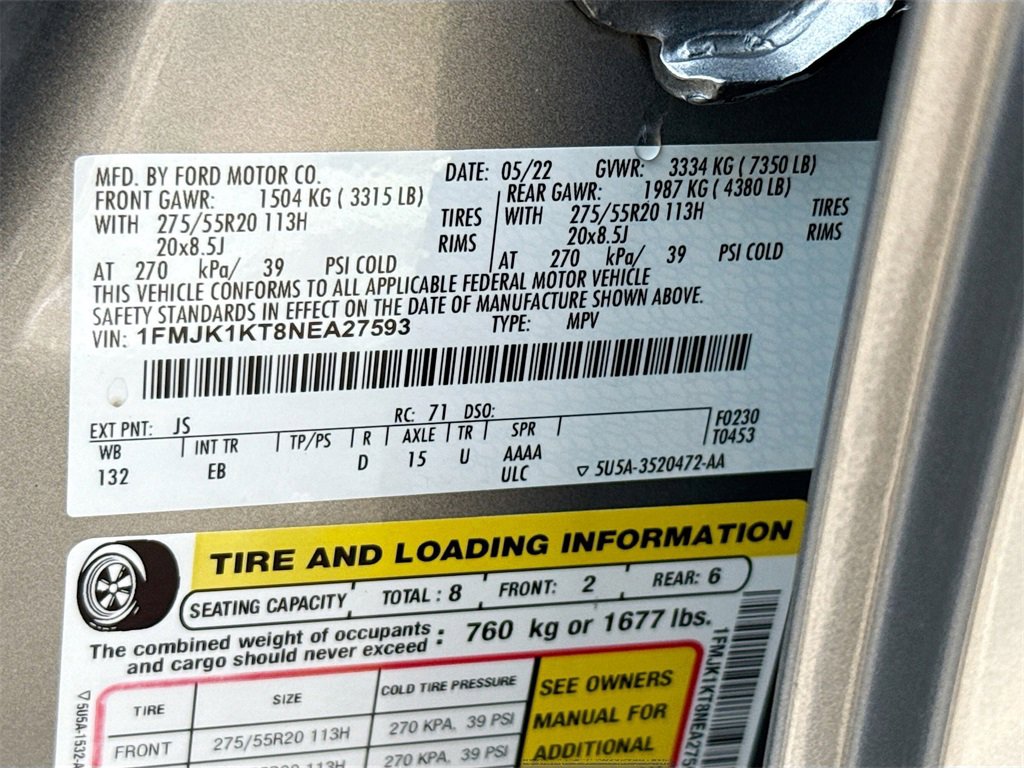 MFD. BY FORD MOTOR CO. DATE: 05/22 GVWR: 3334 KG ( 7350 LB)
FRONT GAWR: 1504 KG ( 3315 LB) REAR GAWR: 1987 KG ( 4380 LB)
WITH 275/55R20 113H TIRES WITH 275/55R20 113H TIRES
20x8.5J RIMS 20x8.5J RIMS
AT 270 kPa/ 39 PSI COLD AT 270 kPa/ 39 PSI COLD
THIS VEHICLE CONFORMS TO ALL APPLICABLE FEDERAL MOTOR VEHICLE
SAFETY STANDARDS IN EFFECT ON THE DATE OF MANUFACTURE SHOWN ABOVE.
VIN: 1FMJK1KT8NEA27593 TYPE: MPV
EXT PNT: JS RC: 71 DSO: F0230
WB INT TR TP/PS R AXLE TR SPR T0453
132 EB D 15 U AAAA
ULC 5U5A-3520472-AA
TIRE AND LOADING INFORMATION
SEATING CAPACITY TOTAL : 8 FRONT: 2 REAR: 6
The combined weight of occupants : 760 kg or 1677 lbs.
and cargo should never exceed
TIRE SIZE COLD TIRE PRESSURE SEE OWNERS
FRONT 275/55R20 113H 270 KPA, 39 PSI MANUAL FOR
275/55R20 113H 270 KPA, 39 PSI ADDITIONAL
5U5A-1532-A
1FMJK1KT8NEA275